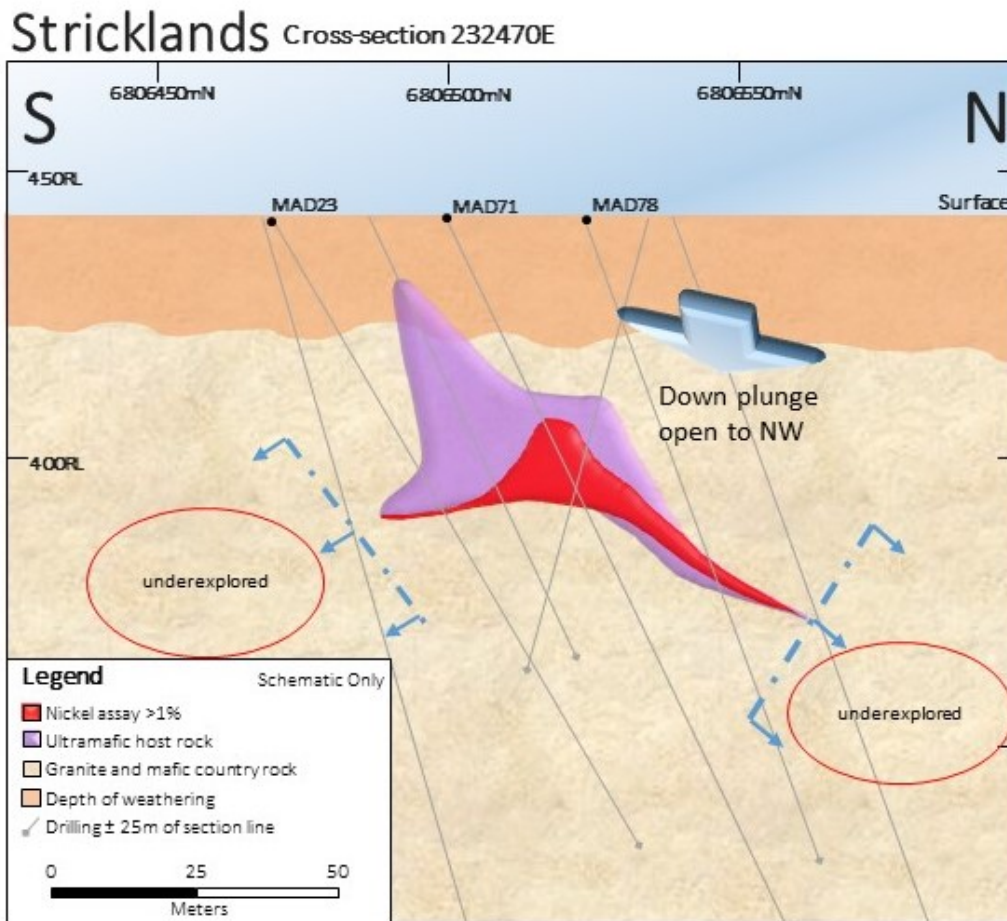 Stricklands Cross-section 232470E
6806450mN
6806500mN
6806550mN
S
N
450RL
Surface
MAD23
MAD71
MAD78
Down plunge
open to NW
400RL
underexplored
underexplored
Legend
Schematic Only
Nickel assay >1%
Ultramafic host rock
Granite and mafic country rock
Depth of weathering
Drilling ± 25m of section line
0
25
50
Meters